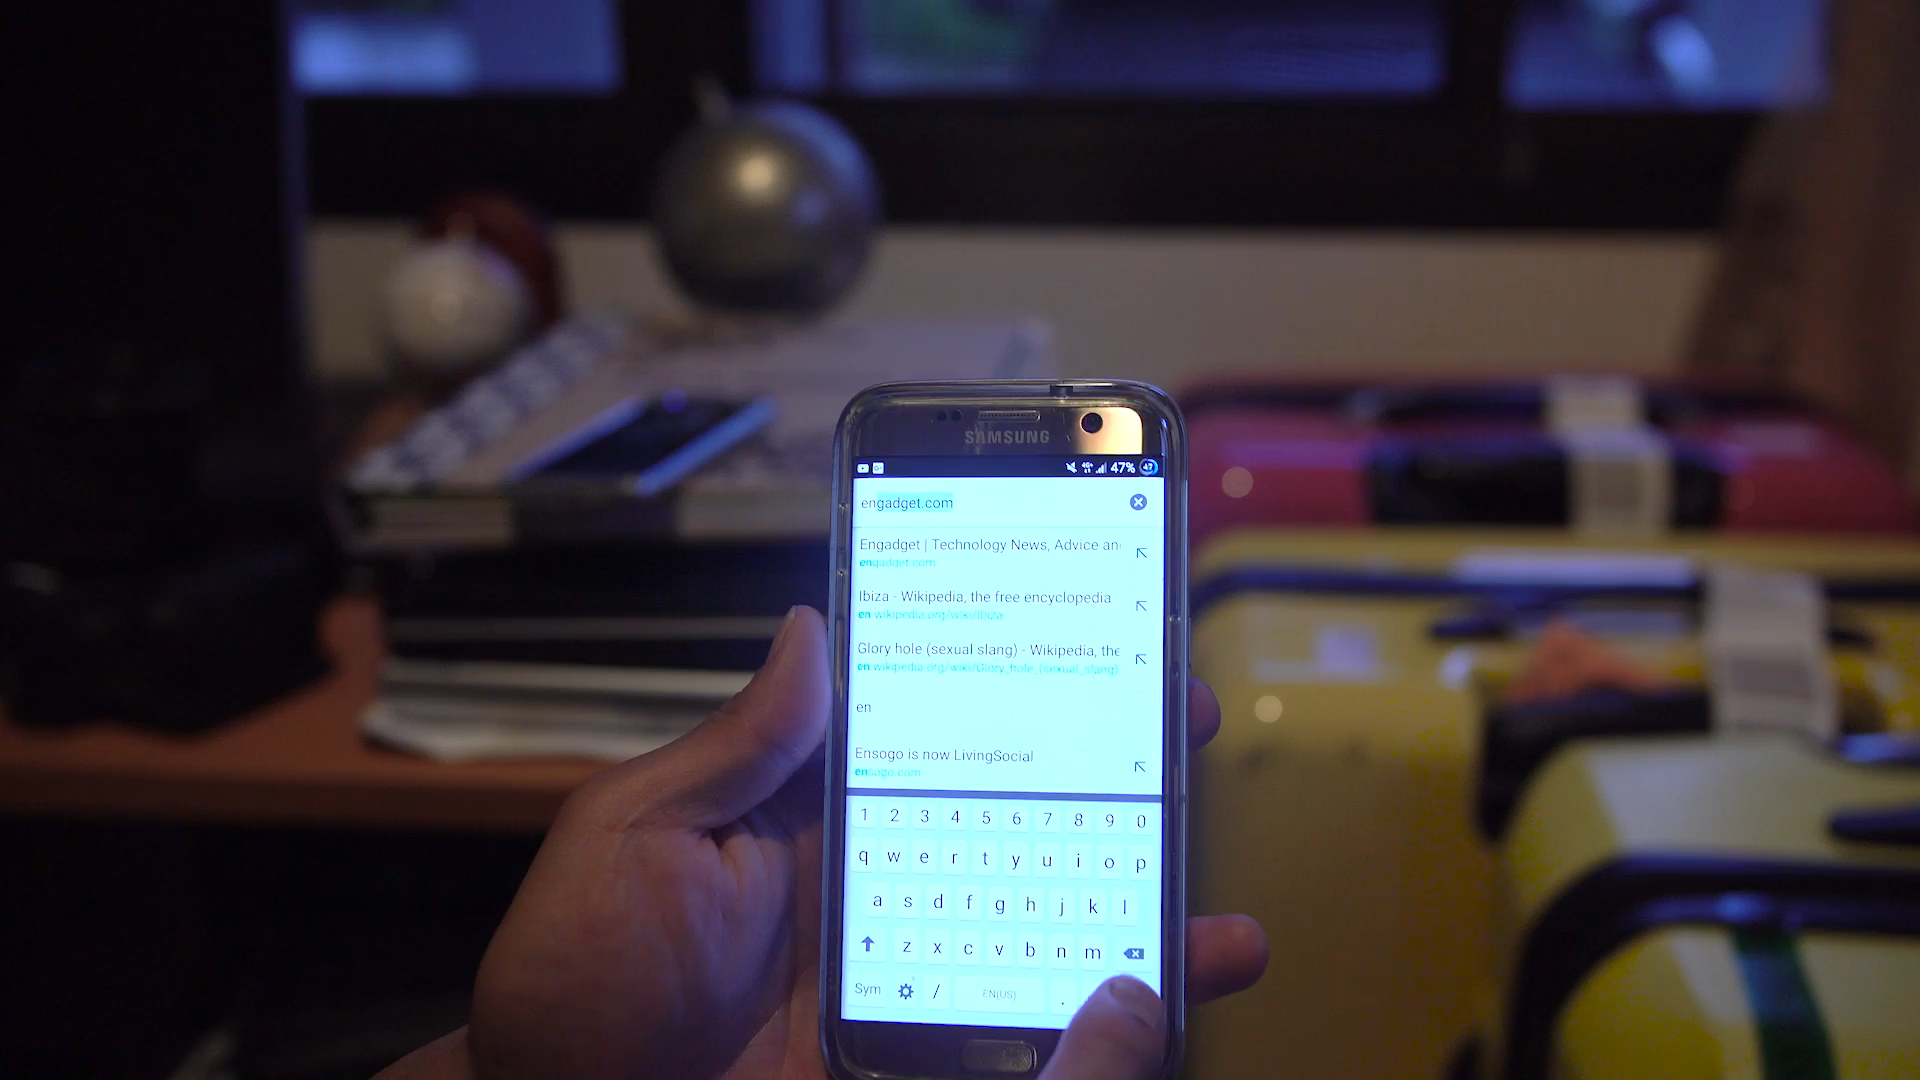 SAMSUNG
47% 47
engadget.com
Engadget | Technology News, Advice an
engadget.com
Ibiza - Wikipedia, the free encyclopedia
en.wikipedia.org/wiki/Ibiza
Glory hole (sexual slang) - Wikipedia, the
en.wikipedia.org/wiki/Glory_hole_(sexual_slang)
en
Ensogo is now LivingSocial
ensogo.com
1 2 3 4 5 6 7 8 9 0
q w e r t y u i o p
a s d f g h j k l
z x c v b n m
Sym / EN(US) .